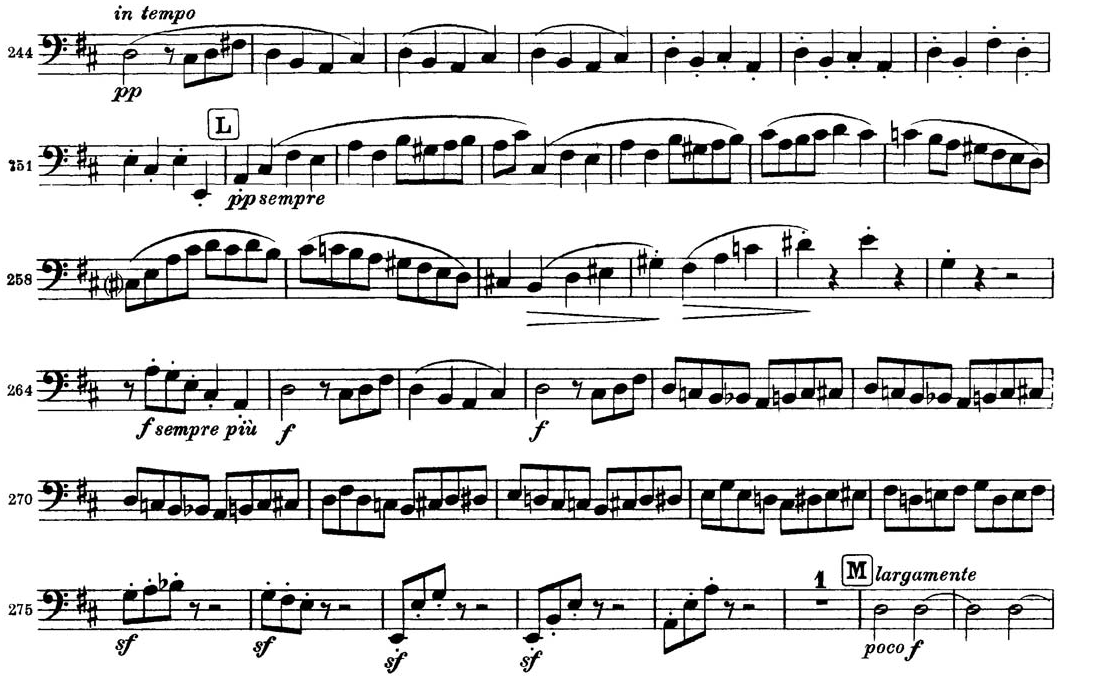 in tempo
244
pp
L
251
pp sempre
258
264
f sempre più
f
f
270
1
M largamente
275
sf
sf
sf
sf
poco f